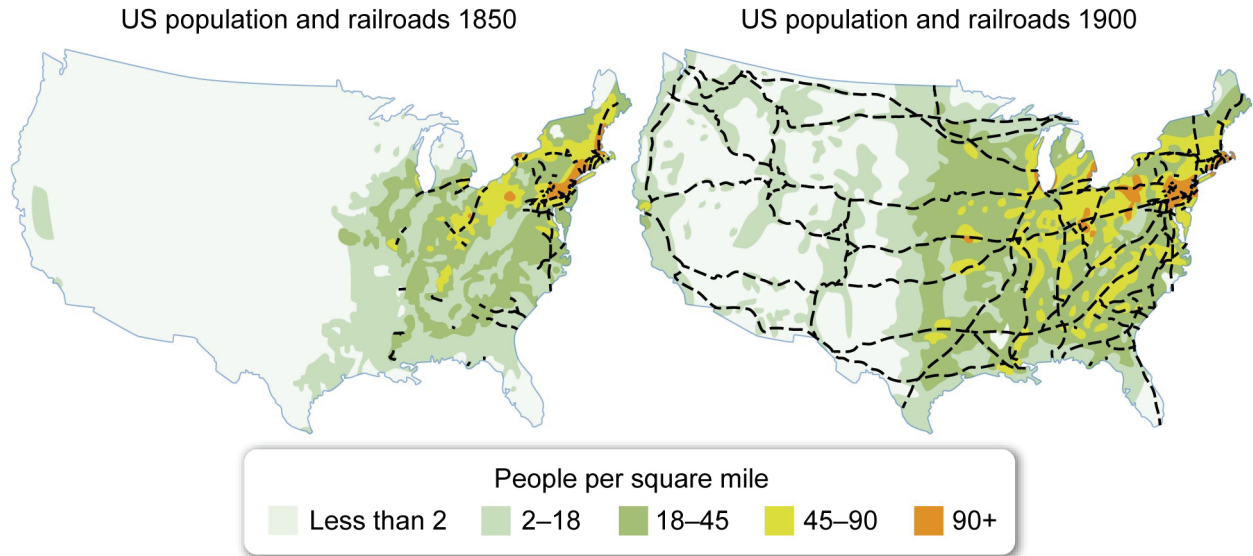 US population and railroads 1850
US population and railroads 1900
People per square mile
Less than 2
2–18
18–45
45–90
90+